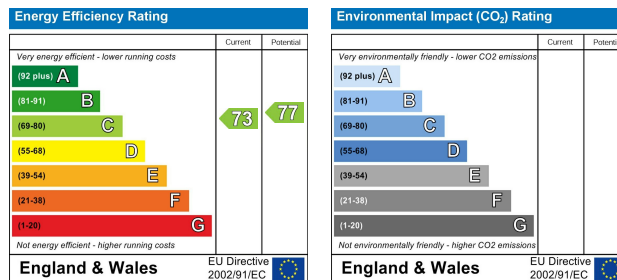 Energy Efficiency Rating
Current Potential
Very energy efficient - lower running costs
(92 plus) A
(81-91) B
(69-80) C
(55-68) D
(39-54) E
(21-38) F
(1-20) G
73
77
Not energy efficient - higher running costs
England & Wales
EU Directive
2002/91/EC
Environmental Impact (CO₂) Rating
Current Potenti
Very environmentally friendly - lower CO2 emissions
(92 plus) A
(81-91) B
(69-80) C
(55-68) D
(39-54) E
(21-38) F
(1-20) G
Not environmentally friendly - higher CO2 emissions
England & Wales
EU Directive
2002/91/EC